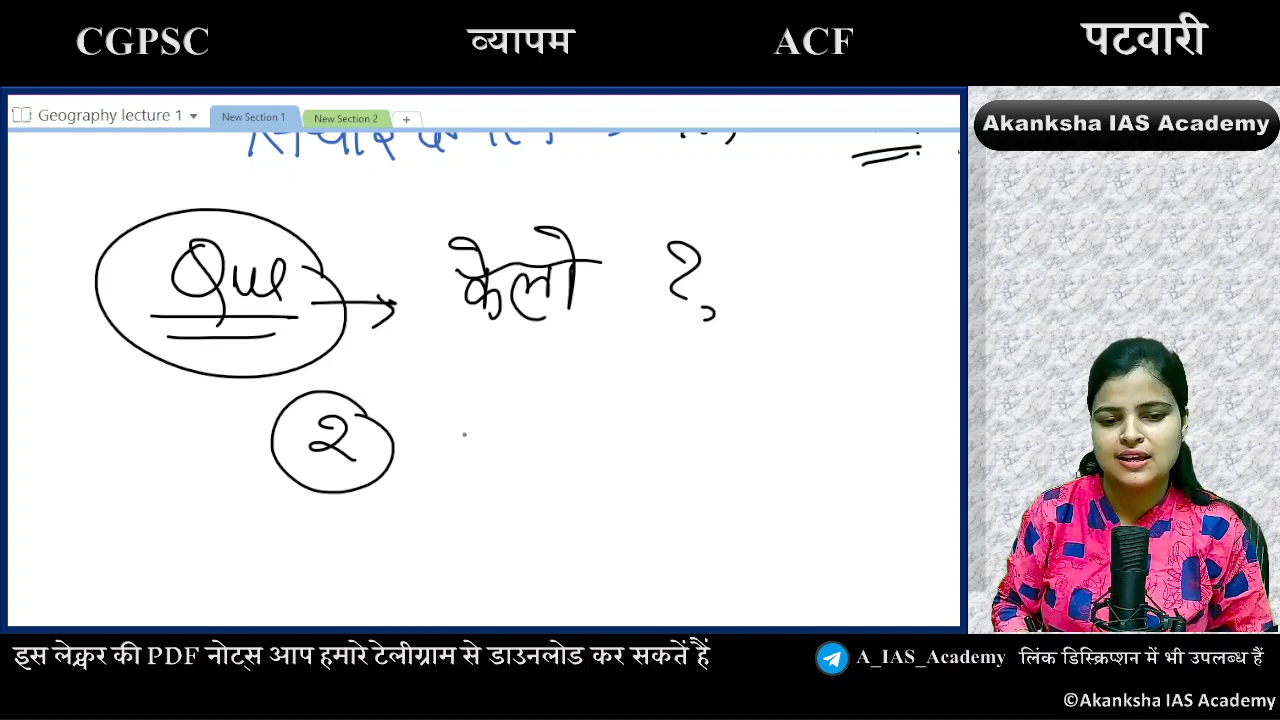 CGPSC व्यापम ACF पटवारी
Geography lecture 1 New Section 1 New Section 2 +
Akanksha IAS Academy
Que → केलो ?
2
इस लेक्चर की PDF नोट्स आप हमारे टेलीग्राम से डाउनलोड कर सकतें हैं A_IAS_Academy लिंक डिस्क्रिप्शन में भी उपलब्ध हैं
©Akanksha IAS Academy